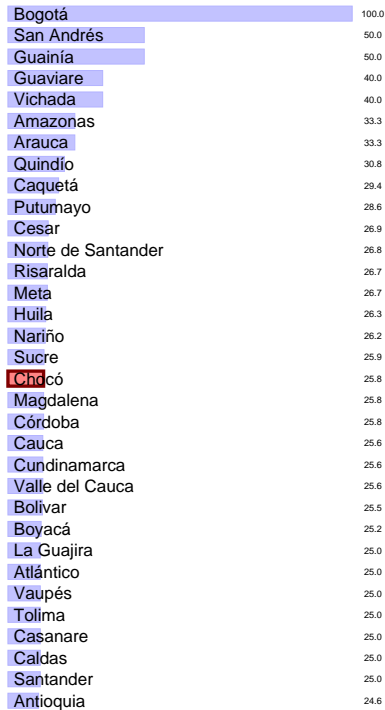 Bogotá 100.0
San Andrés 50.0
Guainía 50.0
Guaviare 40.0
Vichada 40.0
Amazonas 33.3
Arauca 33.3
Quindío 30.8
Caquetá 29.4
Putumayo 28.6
Cesar 26.9
Norte de Santander 26.8
Risaralda 26.7
Meta 26.7
Huila 26.3
Nariño 26.2
Sucre 25.9
Chocó 25.8
Magdalena 25.8
Córdoba 25.8
Cauca 25.6
Cundinamarca 25.6
Valle del Cauca 25.6
Bolivar 25.5
Boyacá 25.2
La Guajira 25.0
Atlántico 25.0
Vaupés 25.0
Tolima 25.0
Casanare 25.0
Caldas 25.0
Santander 25.0
Antioquia 24.6